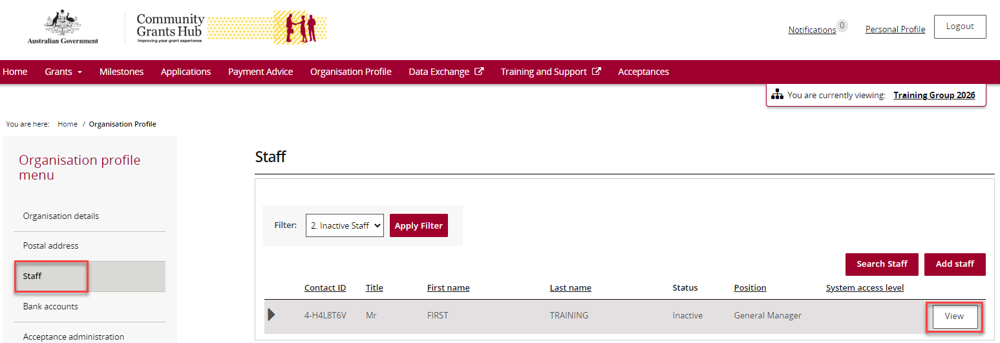 Australian Government
Community
Grants Hub
Improving your grant experience
Notifications 0
Personal Profile
Logout
Home Grants Milestones Applications Payment Advice Organisation Profile Data Exchange Training and Support Acceptances
You are currently viewing: Training Group 2026
You are here: Home / Organisation Profile
Organisation profile
menu
Organisation details
Postal address
Staff
Bank accounts
Acceptance administration
Staff
Filter: 2. Inactive Staff Apply Filter
Search Staff Add staff
Contact ID Title First name Last name Status Position System access level
4-H4L8T6V Mr FIRST TRAINING Inactive General Manager View